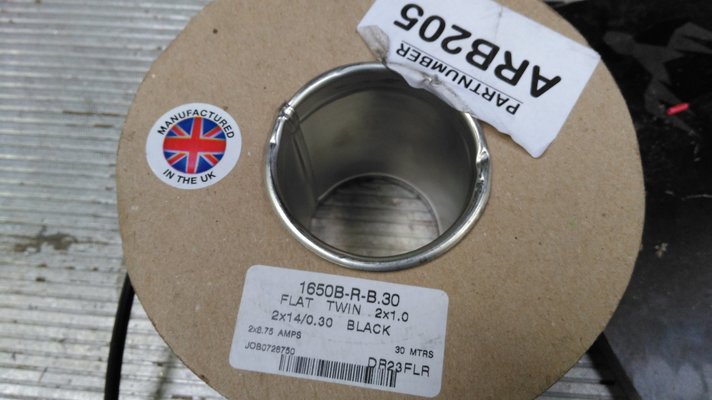 PARTNUMBER
ARB205
MANUFACTURED
IN THE UK
1650B-R-B.30
FLAT TWIN 2x1.0
2x14/0.30 BLACK
2x8.75 AMPS 30 MTRS
JOB0726750
DR23FLR